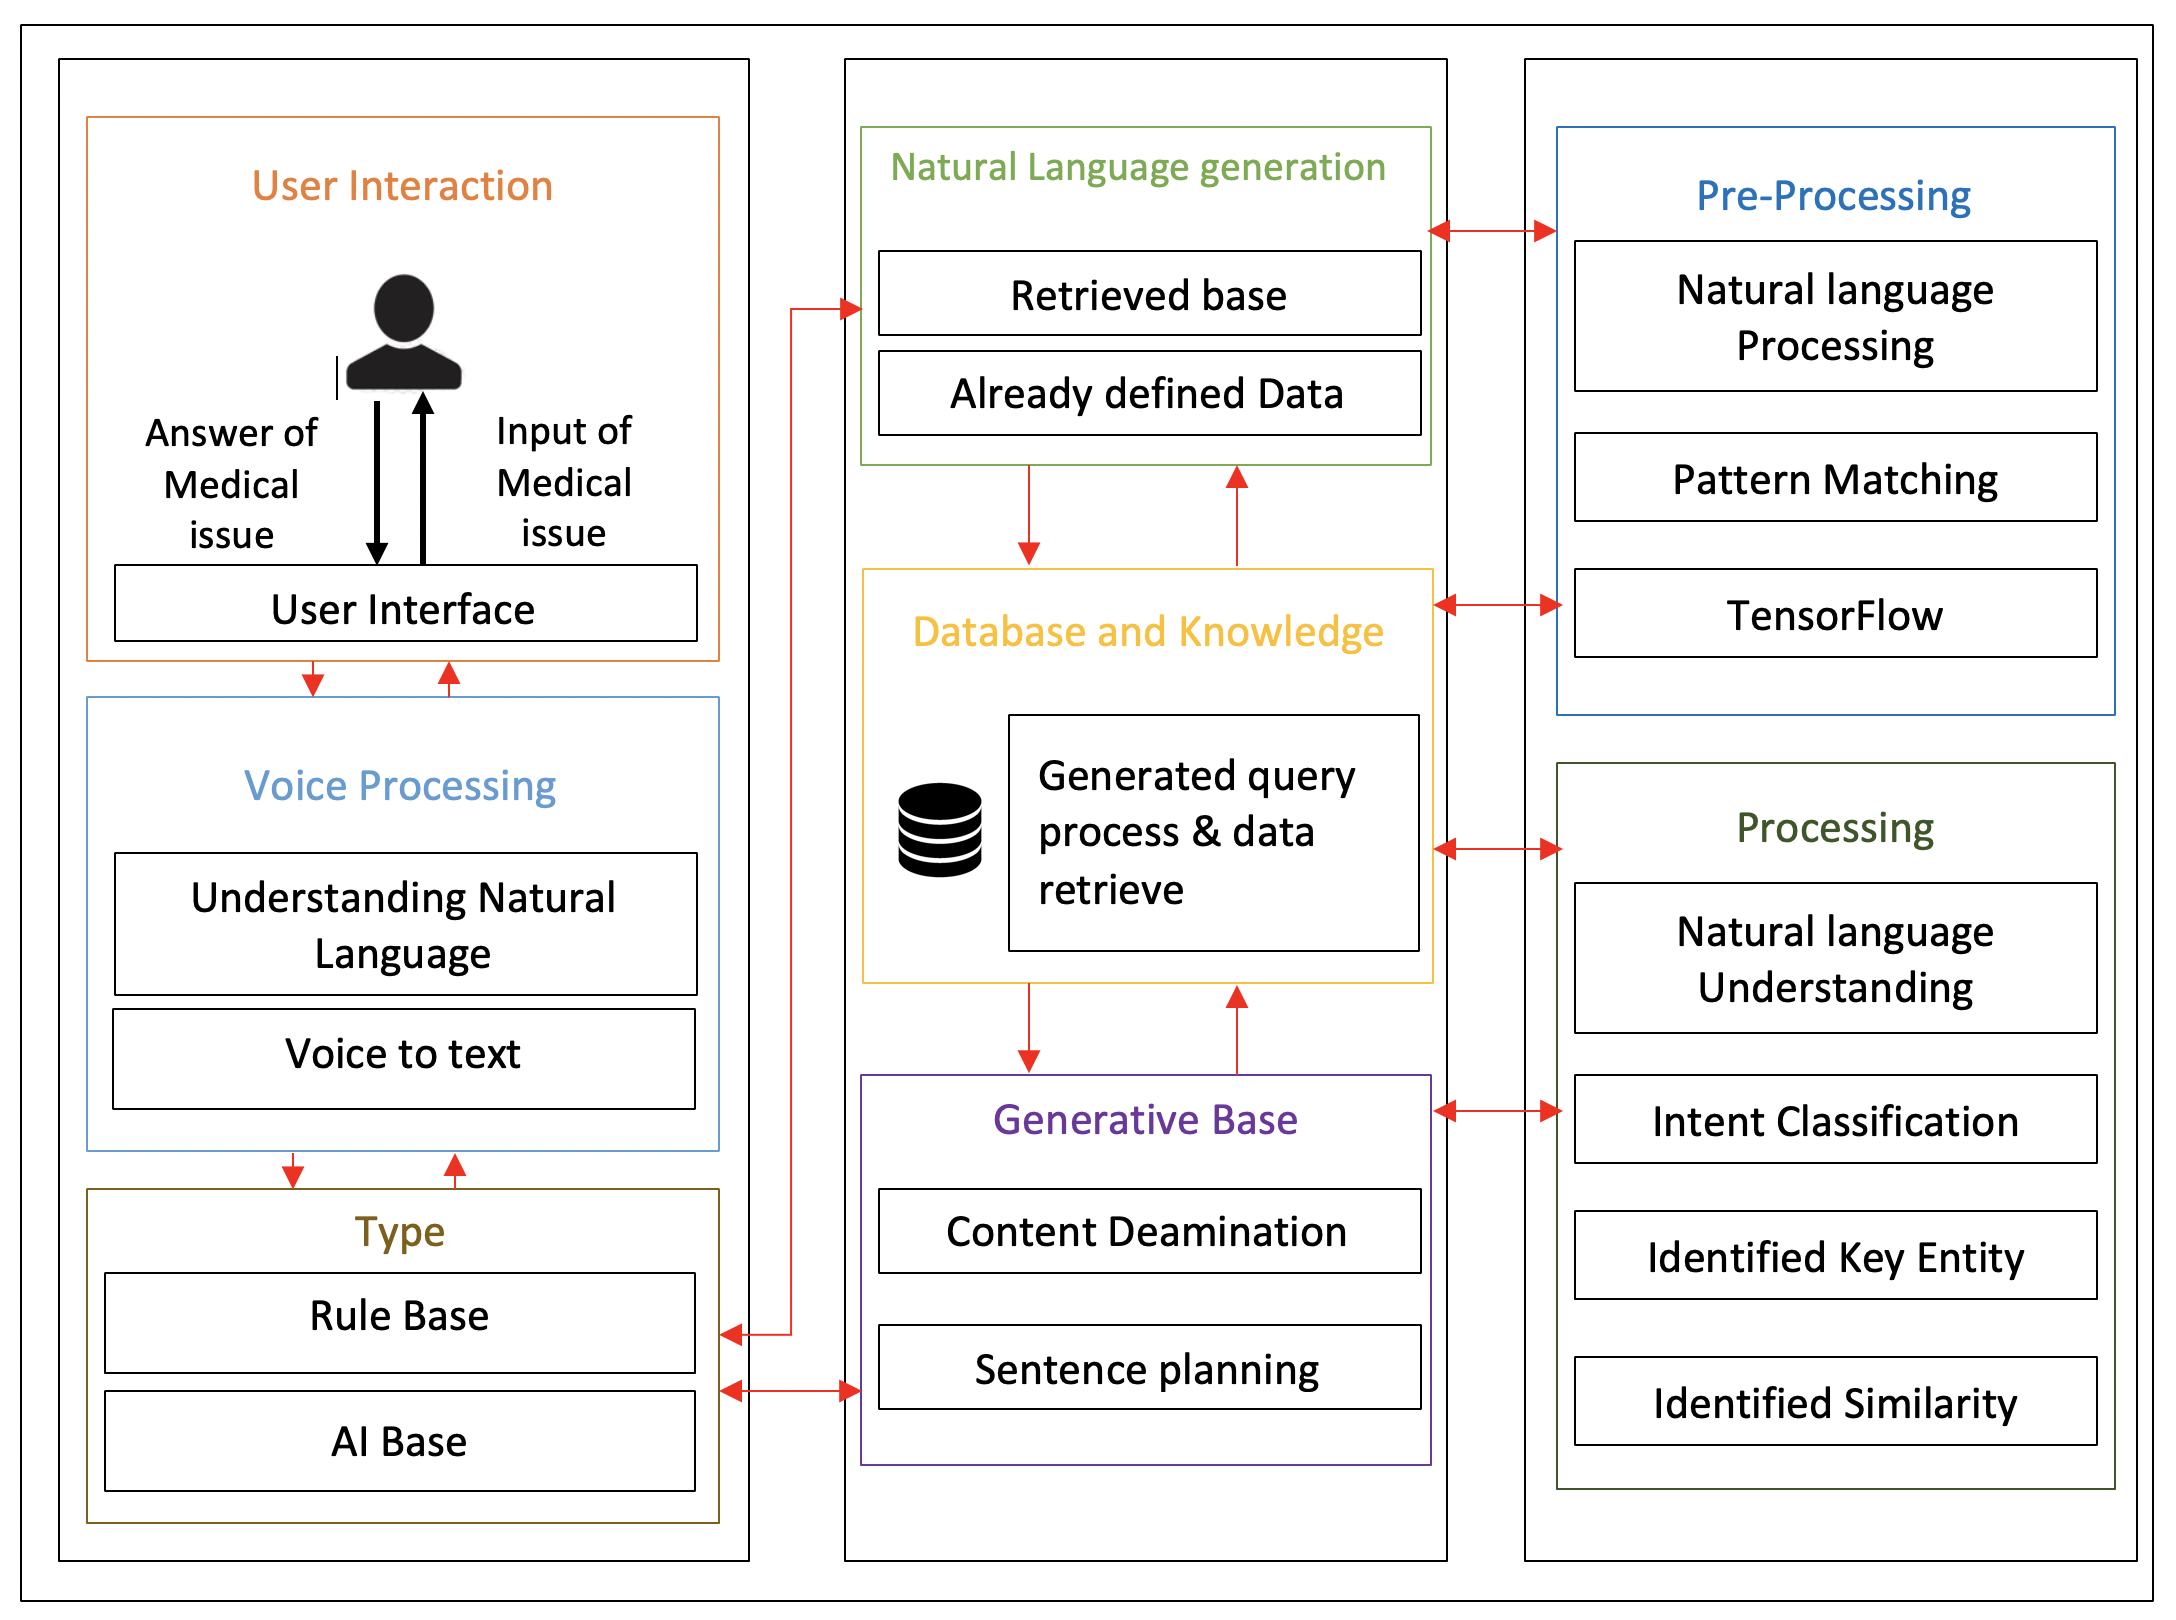 User Interaction
Answer of
Medical
issue
Input of
Medical
issue
User Interface
Voice Processing
Understanding Natural
Language
Voice to text
Type
Rule Base
AI Base
Natural Language generation
Retrieved base
Already defined Data
Database and Knowledge
Generated query
process & data
retrieve
Generative Base
Content Deamination
Sentence planning
Pre-Processing
Natural language
Processing
Pattern Matching
TensorFlow
Processing
Natural language
Understanding
Intent Classification
Identified Key Entity
Identified Similarity